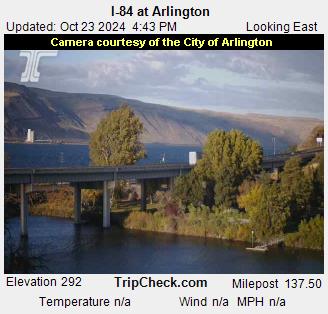 I-84 at Arlington
Updated: Oct 23 2024 4:43 PM Looking East
Camera courtesy of the City of Arlington
Elevation 292 TripCheck.com Milepost 137.50
Temperature n/a Wind n/a MPH n/a